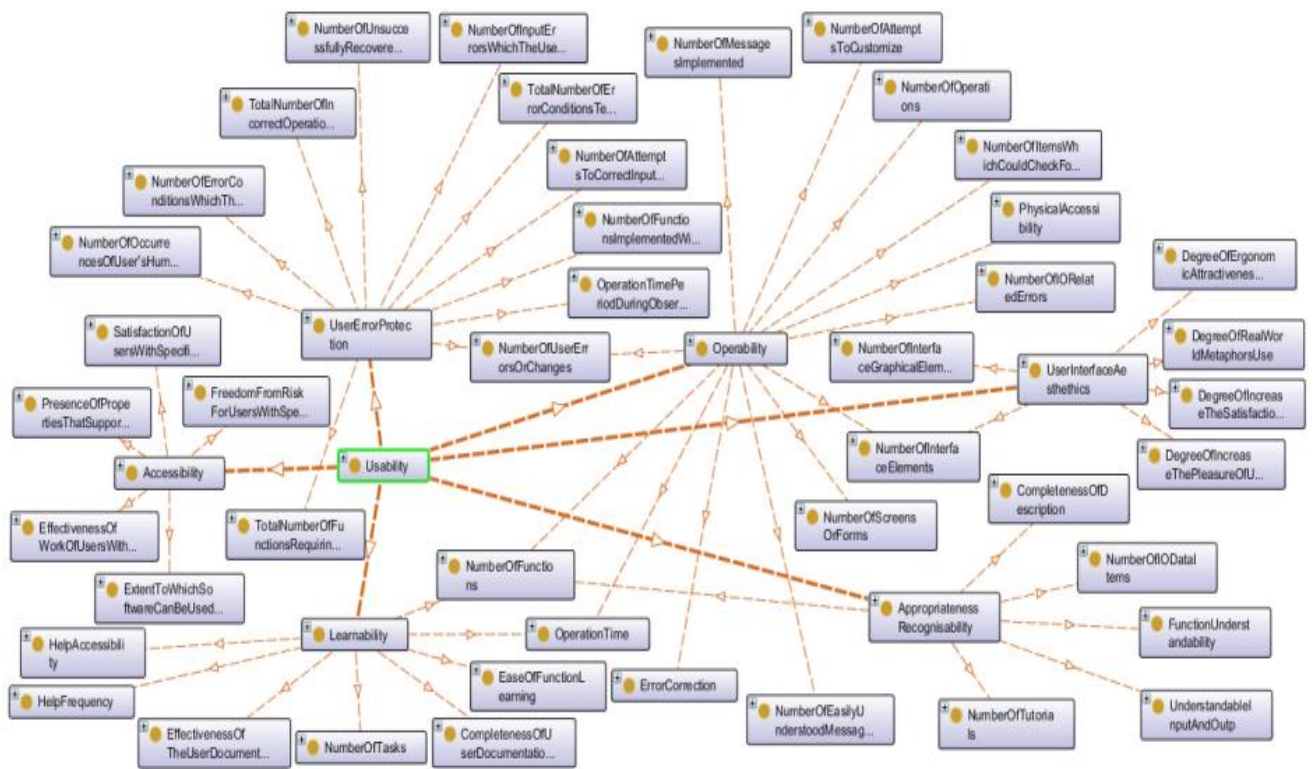 NumberOfUnsucce
ssfullyRecovere...
NumberOfInputEr
rorsWhichTheUse...
NumberOfMessage
sImplemented
NumberOfAttemp
tsToCustomize
TotalNumberOfIn
correctOperatio...
TotalNumberOfEr
rorConditionsTe...
NumberOfOperati
ons
NumberOfErrorCo
nditionsWhichTh...
NumberOfAttempt
sToCorrectInput...
NumberOfItemsWh
ichCouldCheckFo...
NumberOfOccurre
ncesOfUser'sHum...
NumberOfFunctio
nsImplementedWi...
PhysicalAccessi
bility
DegreeOfErgonom
icAttractivenes...
OperationTimePe
riodDuringObser...
NumberOfIORelat
edErrors
SatisfactionOfU
sersWithSpecifi...
UserErrorProtec
tion
NumberOfUserErr
orsOrChanges
Operability
NumberOfInterfa
ceGraphicalElem...
UserInterfaceAe
sthethics
DegreeOfRealWor
ldMetaphorsUse
PresenceOfPrope
rtiesThatSuppor...
FreedomFromRisk
ForUsersWithSpe...
DegreeOfIncreas
eTheSatisfactio...
Accessibility
Usability
NumberOfInterfa
ceElements
DegreeOfIncreas
eThePleasureOfU...
EffectivenessOf
WorkOfUsersWith...
TotalNumberOfFu
nctionsRequirin...
NumberOfScreens
OrForms
CompletenessOfD
escription
ExtentToWhichSo
ftwareCanBeUsed...
NumberOfFunctio
ns
NumberOfIODataI
tems
HelpAccessibili
ty
Learnability
OperationTime
Appropriateness
Recognisability
FunctionUnderst
andability
HelpFrequency
EaseOfFunctionL
earning
ErrorCorrection
EffectivenessOf
TheUserDocument...
NumberOfTasks
CompletenessOfU
serDocumentatio...
NumberOfEasilyU
nderstoodMessag...
NumberOfTutoria
ls
UnderstandableI
nputAndOutp